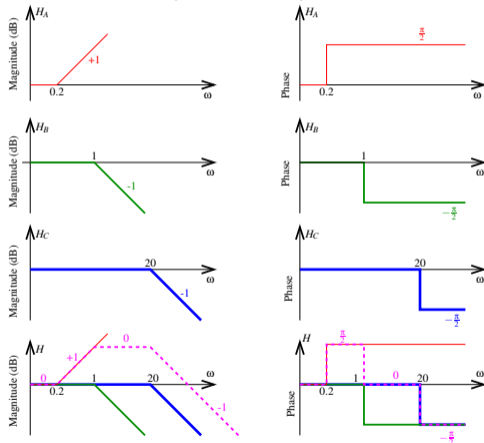 H_A
Magnitude (dB)
+1
0.2
ω
H_A
Phase
π/2
0.2
ω
H_B
Magnitude (dB)
1
-1
ω
H_B
Phase
1
-π/2
ω
H_C
Magnitude (dB)
20
-1
ω
H_C
Phase
20
-π/2
ω
H
Magnitude (dB)
0
+1
0
0.2
1
20
-1
ω
H
Phase
π/2
0
0.2
1
20
ω